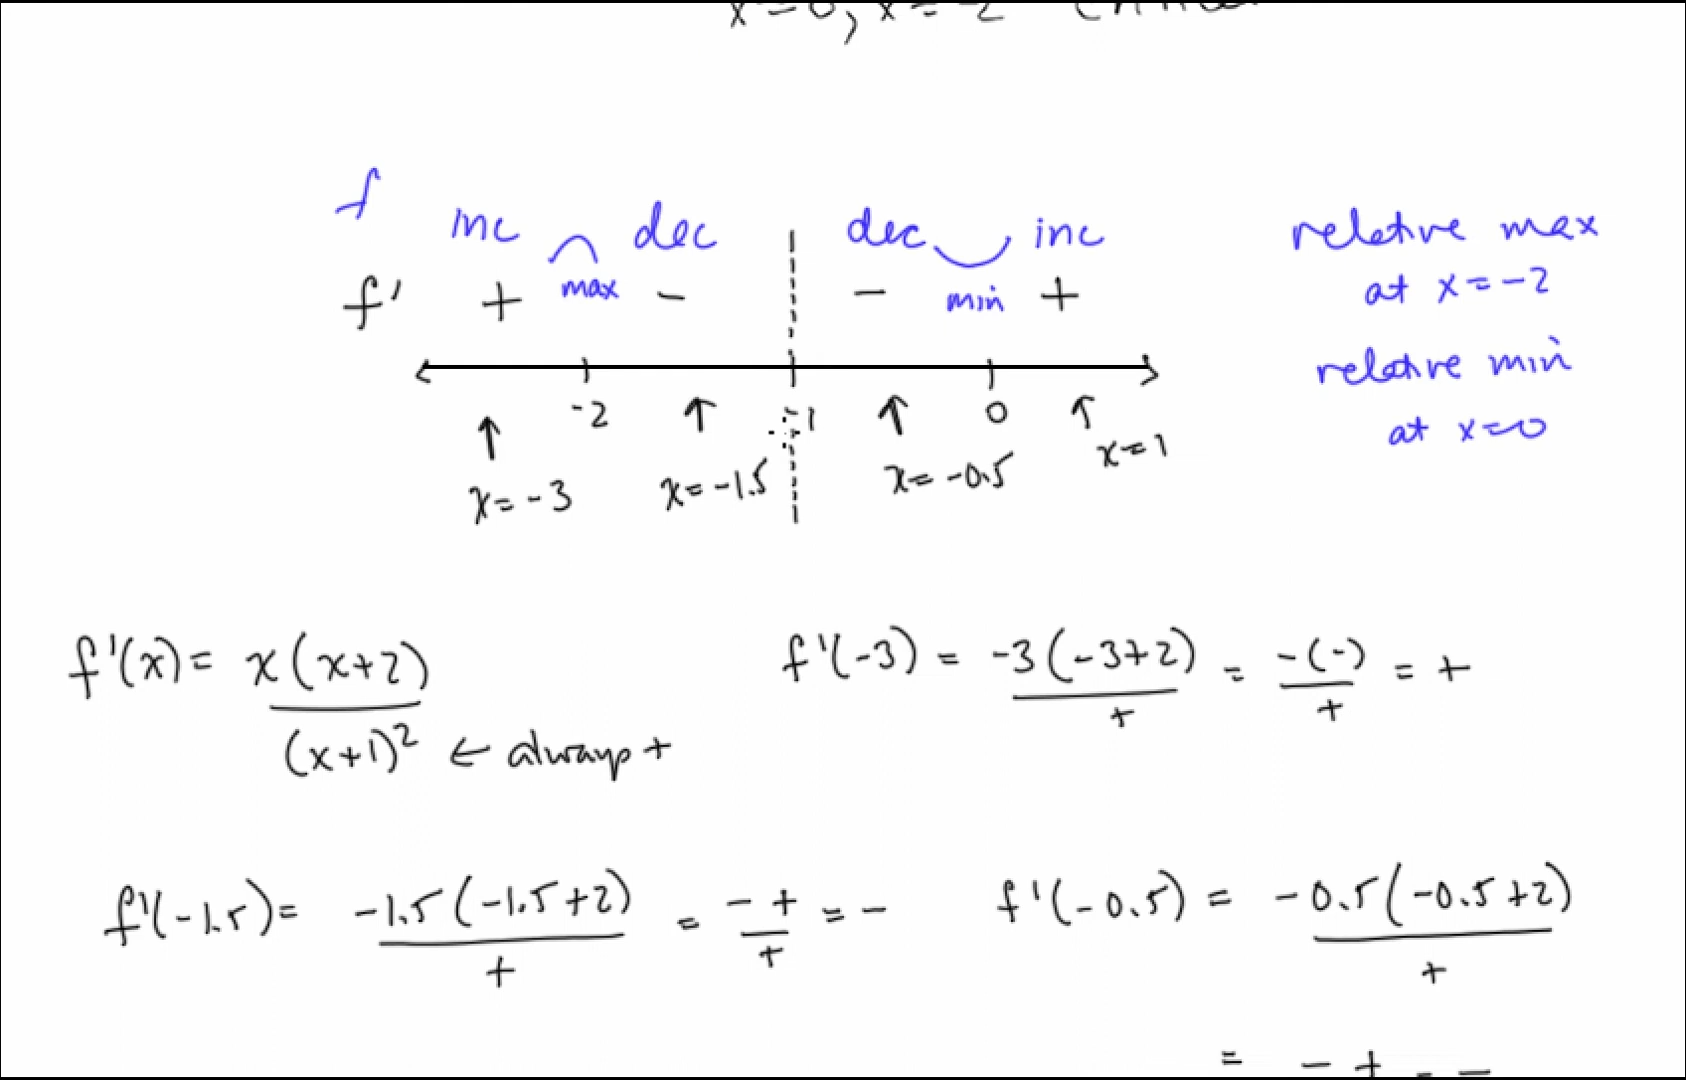 x=0, x=-2
f inc dec dec inc relative max
f' + max - - min + at x=-2
relative min
-2 -1 0
at x=0
x=-3 x=-1.5 x=-0.5 x=1
f'(x)= x(x+2)/(x+1)² ← always +
f'(-3) = -3(-3+2)/+ = -(-)/+ = +
f'(-1.5)= -1.5(-1.5+2)/+ = - +/+ = -
f'(-0.5) = -0.5(-0.5+2)/+
= - +